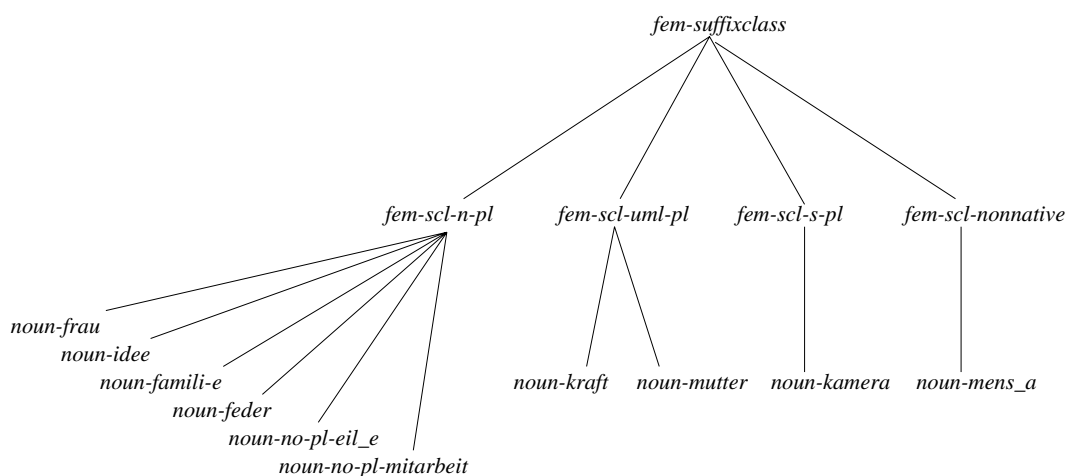 fem-suffixclass
fem-scl-n-pl fem-scl-uml-pl fem-scl-s-pl fem-scl-nonnative
noun-frau
noun-idee
noun-famili-e
noun-feder
noun-no-pl-eil_e
noun-no-pl-mitarbeit
noun-kraft noun-mutter noun-kamera noun-mens_a